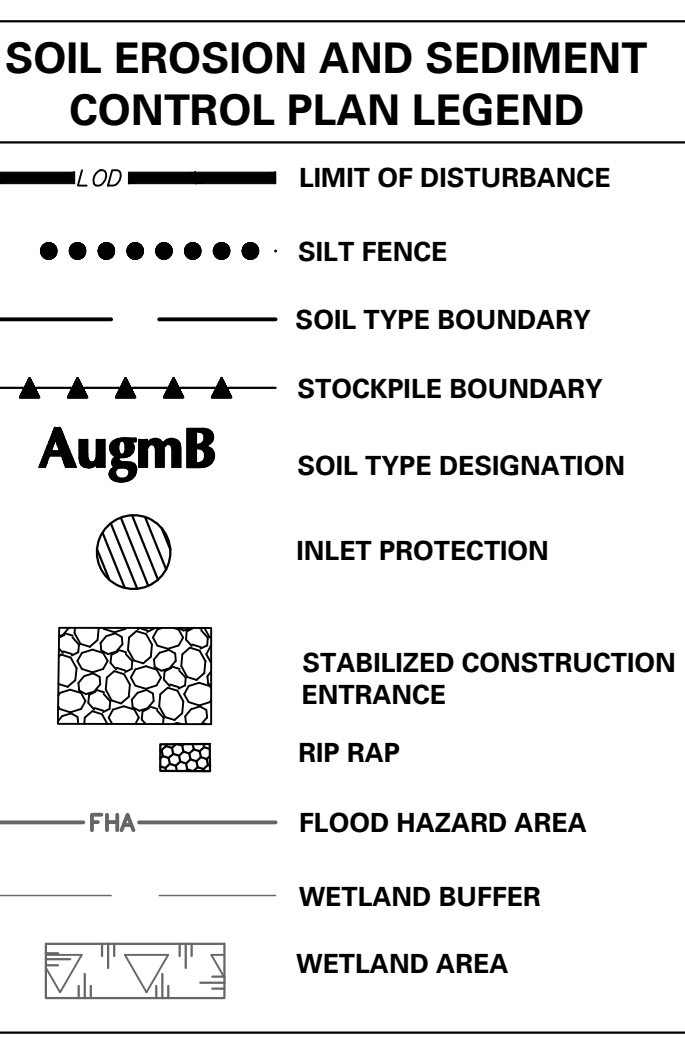 SOIL EROSION AND SEDIMENT
CONTROL PLAN LEGEND
LOD LIMIT OF DISTURBANCE
SILT FENCE
SOIL TYPE BOUNDARY
STOCKPILE BOUNDARY
AugmB SOIL TYPE DESIGNATION
INLET PROTECTION
STABILIZED CONSTRUCTION
ENTRANCE
RIP RAP
FHA FLOOD HAZARD AREA
WETLAND BUFFER
WETLAND AREA